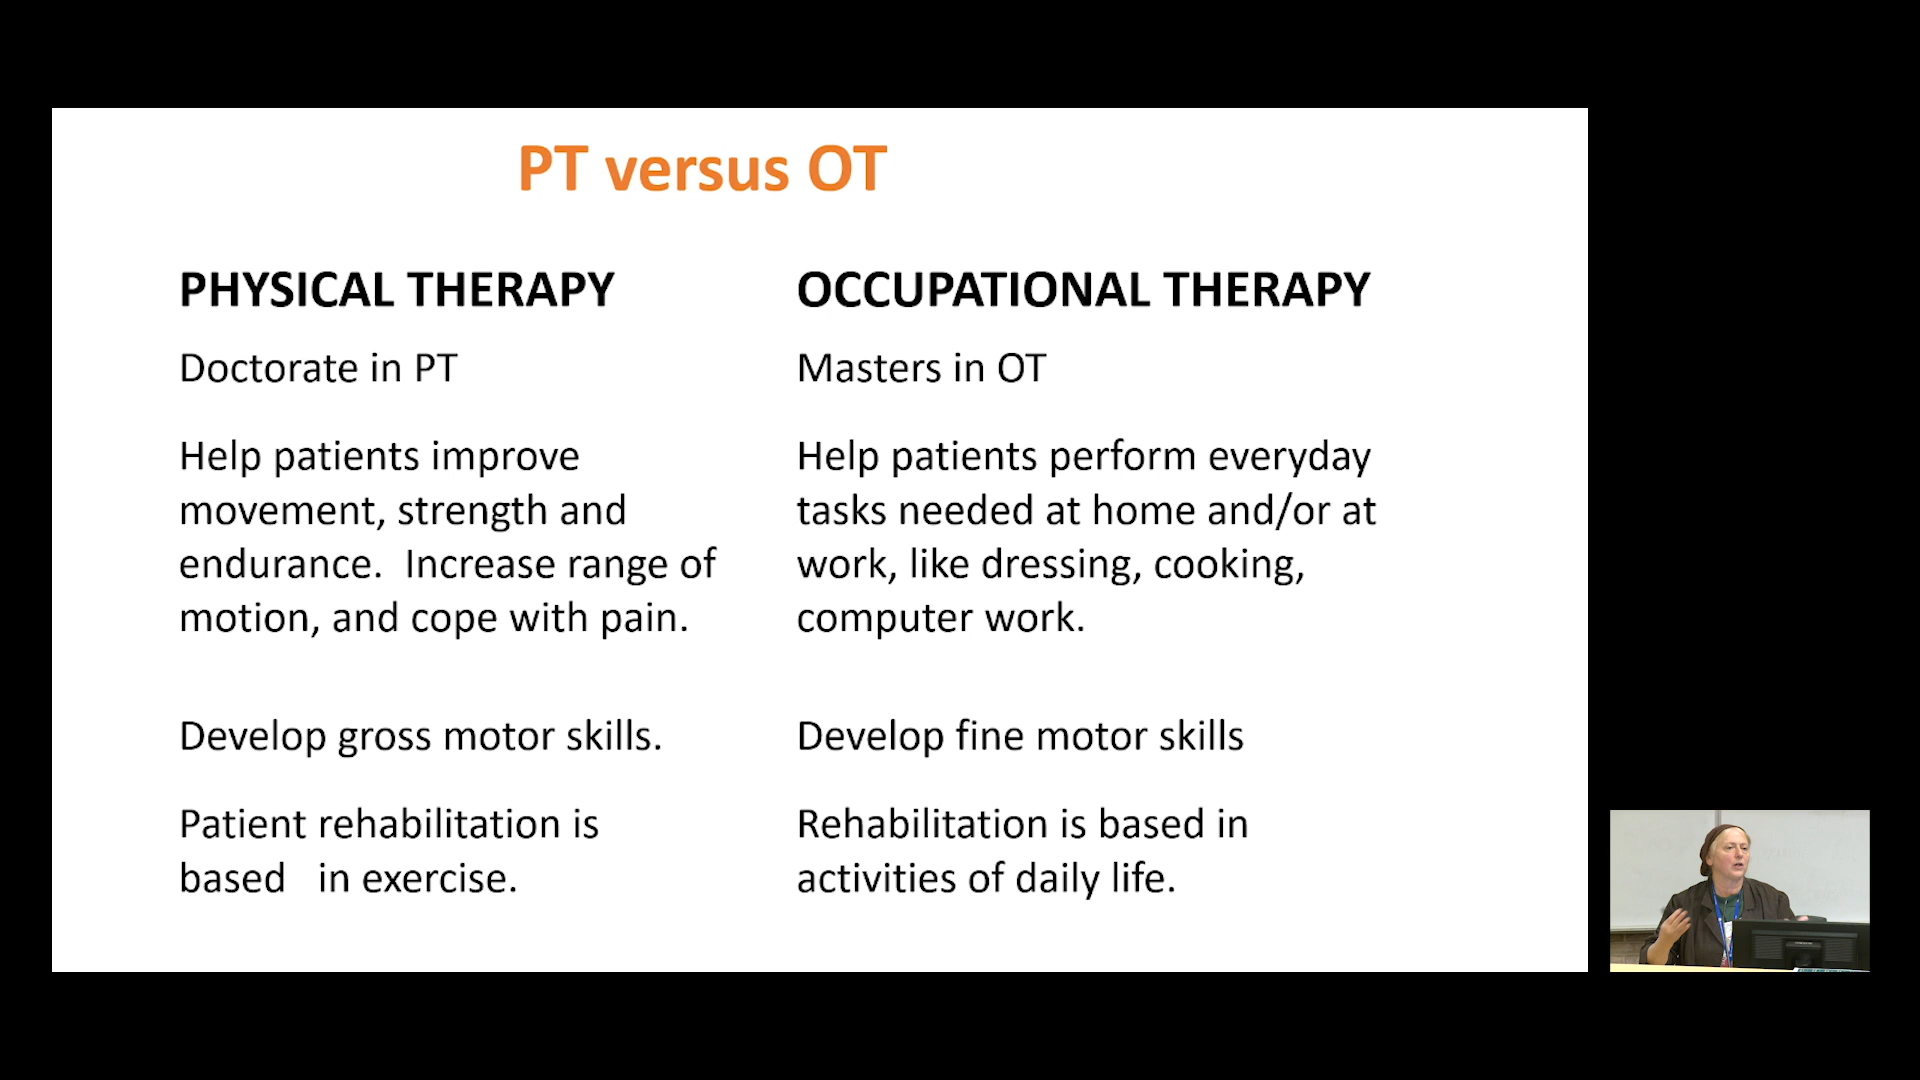 PT versus OT
PHYSICAL THERAPY
Doctorate in PT
Help patients improve
movement, strength and
endurance.  Increase range of
motion, and cope with pain.
Develop gross motor skills.
Patient rehabilitation is
based   in exercise.
OCCUPATIONAL THERAPY
Masters in OT
Help patients perform everyday
tasks needed at home and/or at
work, like dressing, cooking,
computer work.
Develop fine motor skills
Rehabilitation is based in
activities of daily life.